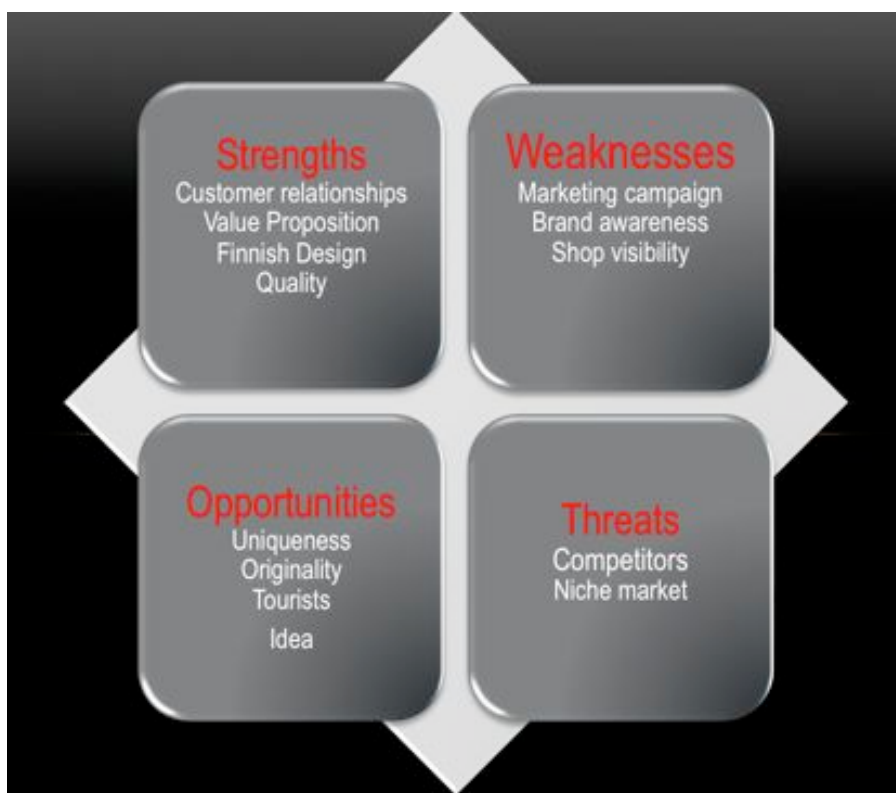 Strengths
Customer relationships
Value Proposition
Finnish Design
Quality
Weaknesses
Marketing campaign
Brand awareness
Shop visibility
Opportunities
Uniqueness
Originality
Tourists
Idea
Threats
Competitors
Niche market